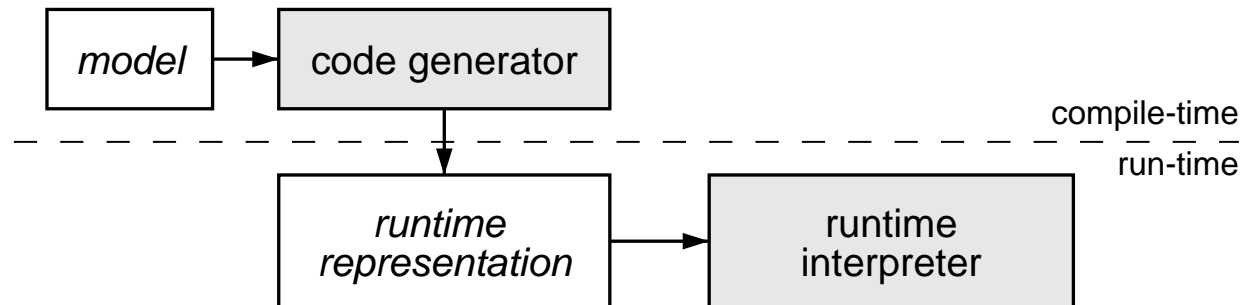 model
code generator
compile-time
run-time
runtime
representation
runtime
interpreter